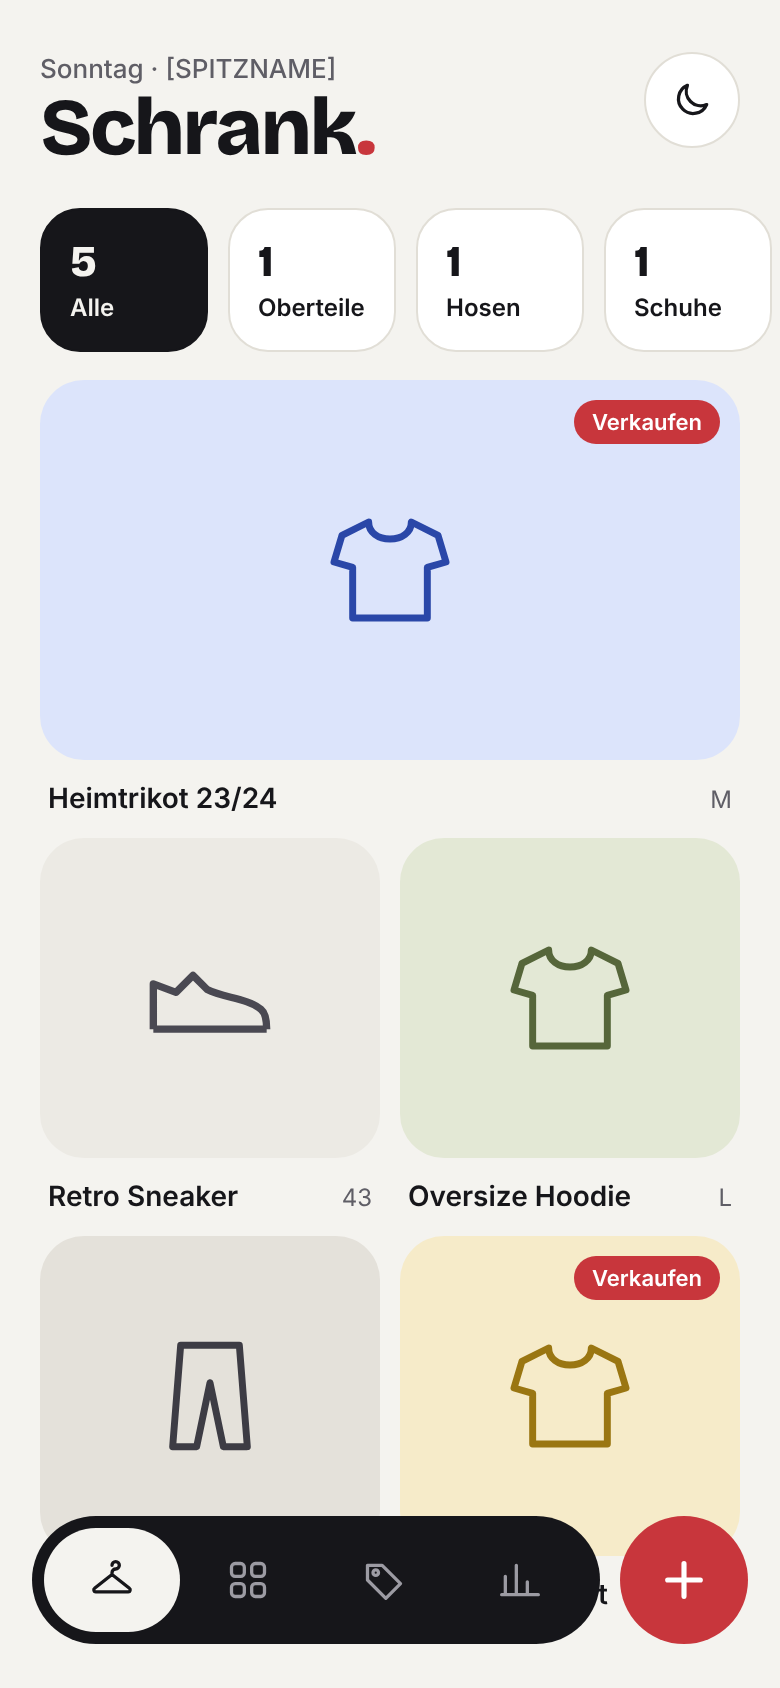 Sonntag · [SPITZNAME]
Schrank.
5
Alle
1
Oberteile
1
Hosen
1
Schuhe
Verkaufen
Heimtrikot 23/24
M
Retro Sneaker
43
Oversize Hoodie
L
Verkaufen